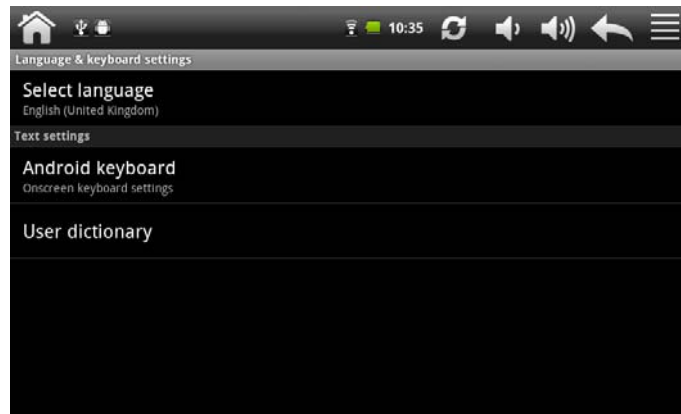 10:35
Language & keyboard settings
Select language
English (United Kingdom)
Text settings
Android keyboard
Onscreen keyboard settings
User dictionary